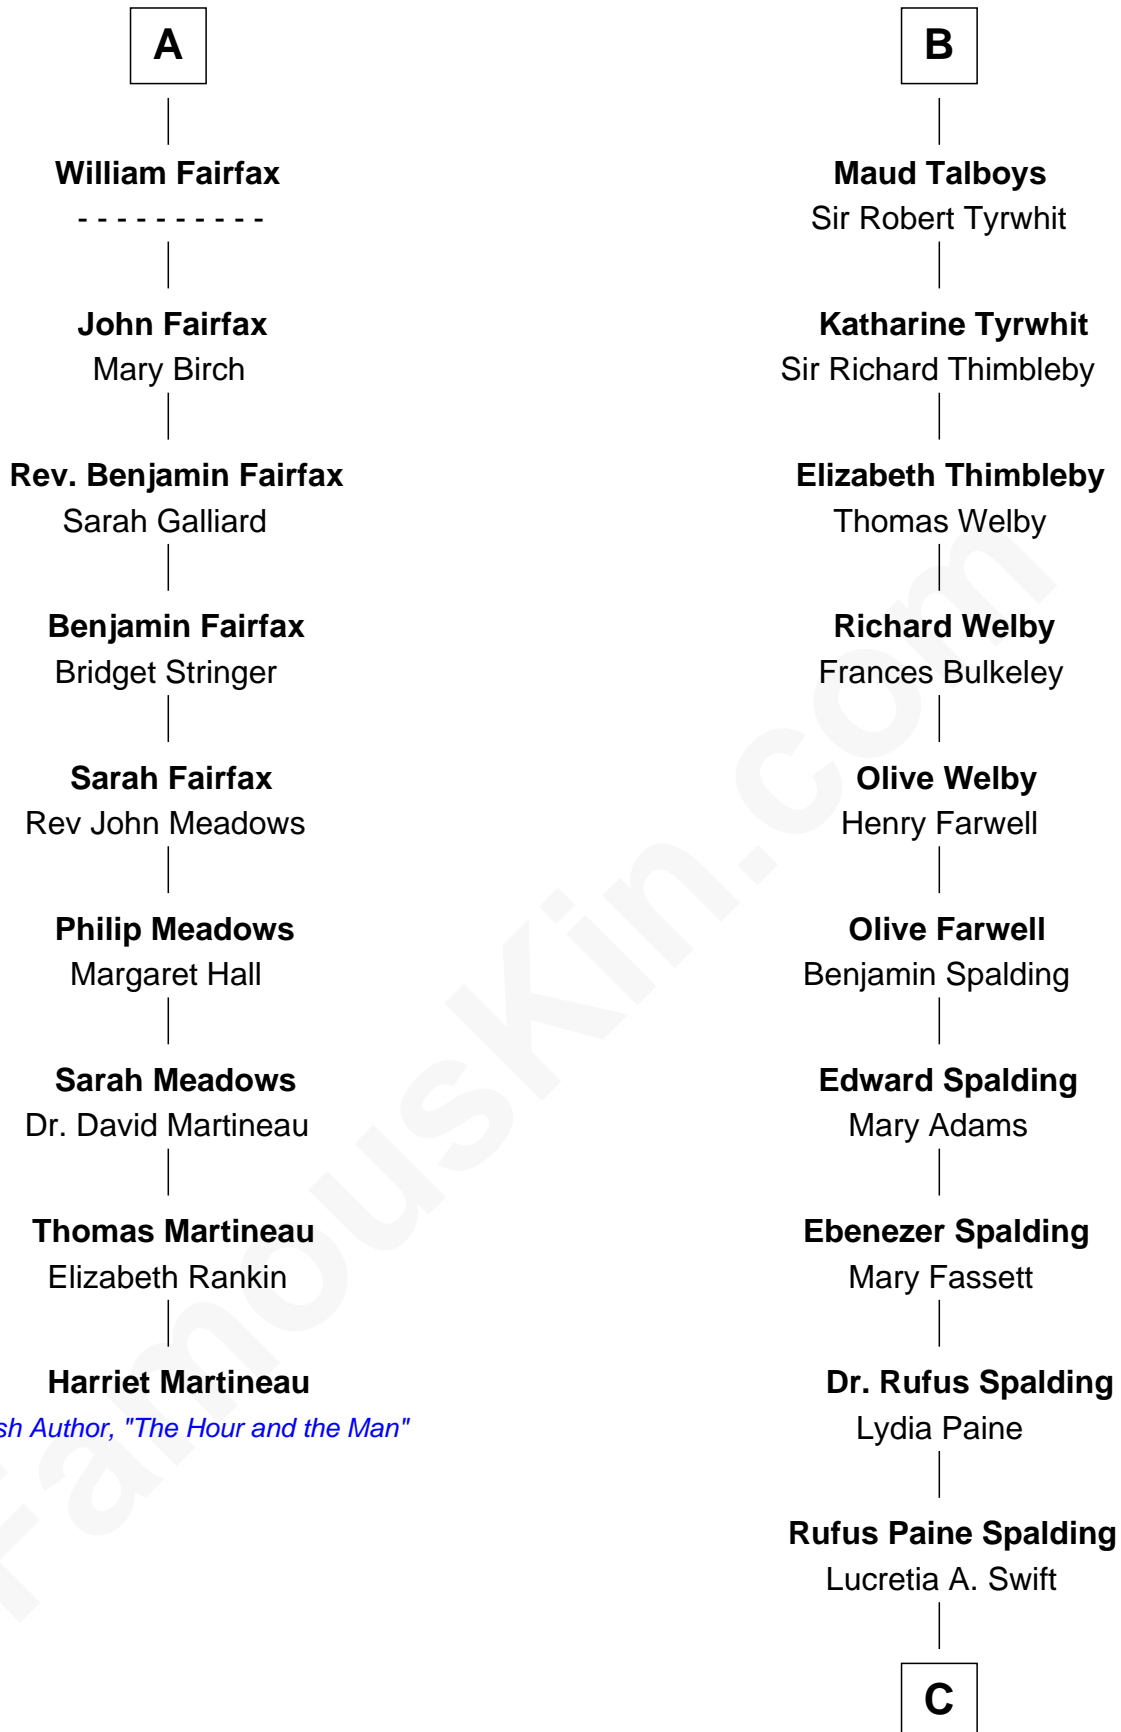 A
William Fairfax
- - - - - - - - - -
John Fairfax
Mary Birch
Rev. Benjamin Fairfax
Sarah Galliard
Benjamin Fairfax
Bridget Stringer
Sarah Fairfax
Rev John Meadows
Philip Meadows
Margaret Hall
Sarah Meadows
Dr. David Martineau
Thomas Martineau
Elizabeth Rankin
Harriet Martineau
sh Author, "The Hour and the Man"
B
Maud Talboys
Sir Robert Tyrwhit
Katharine Tyrwhit
Sir Richard Thimbleby
Elizabeth Thimbleby
Thomas Welby
Richard Welby
Frances Bulkeley
Olive Welby
Henry Farwell
Olive Farwell
Benjamin Spalding
Edward Spalding
Mary Adams
Ebenezer Spalding
Mary Fassett
Dr. Rufus Spalding
Lydia Paine
Rufus Paine Spalding
Lucretia A. Swift
C
FamousKin.com